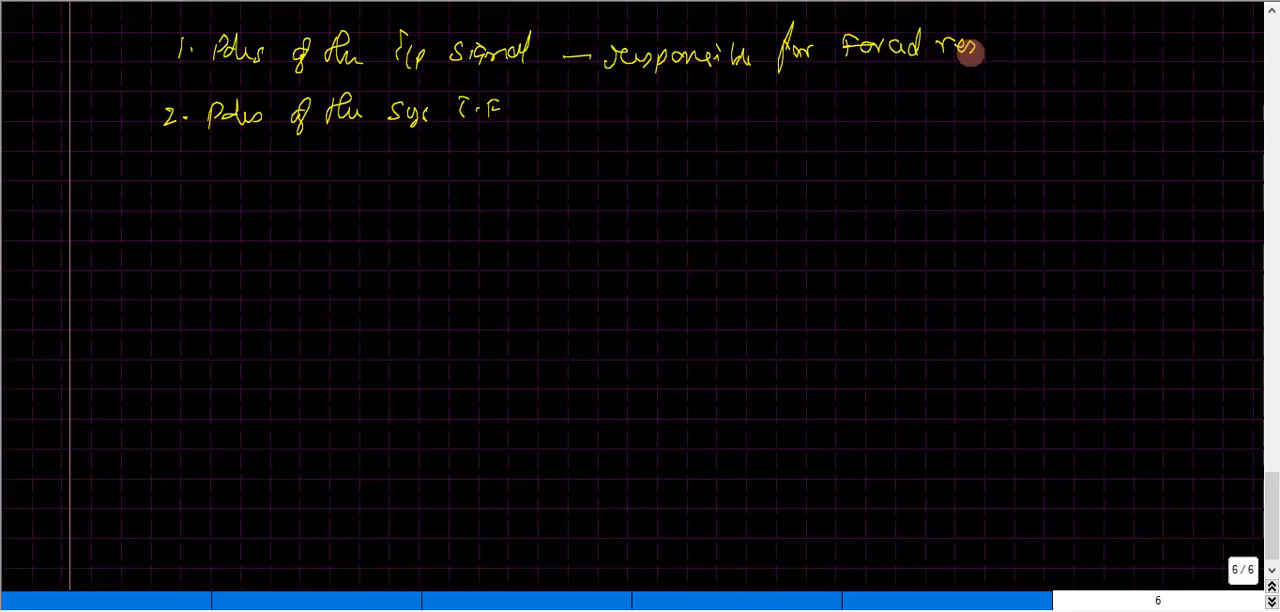 1. Poles of the i/p signal — responsible for Forced res
2. Poles of the sys T.F
6/6
6